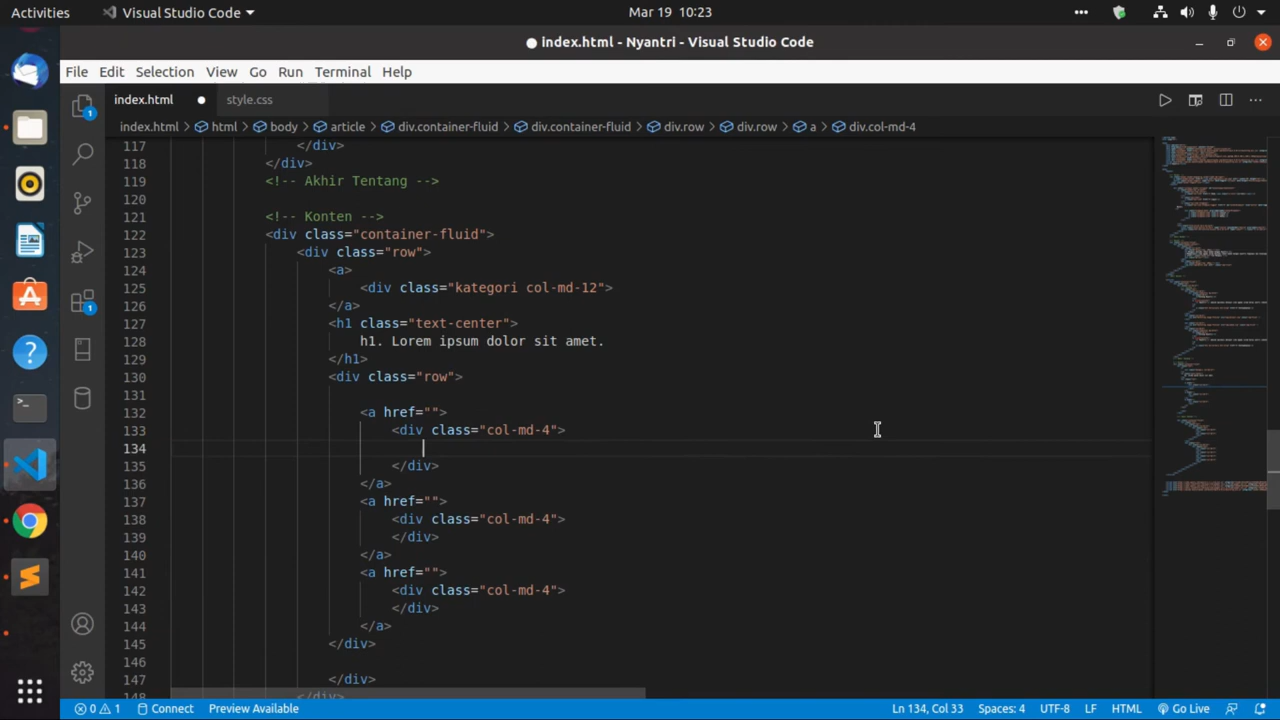 Activities
Visual Studio Code
Mar 19 10:23
index.html - Nyantri - Visual Studio Code
File Edit Selection View Go Run Terminal Help
index.html
style.css
index.html > html > body > article > div.container-fluid > div.container-fluid > div.row > div.row > a > div.col-md-4
117 </div>
118 </div>
119 <!-- Akhir Tentang -->
120
121 <!-- Konten -->
122 <div class="container-fluid">
123 <div class="row">
124 <a>
125 <div class="kategori col-md-12">
126 </a>
127 <h1 class="text-center">
128 h1. Lorem ipsum dolor sit amet.
129 </h1>
130 <div class="row">
131
132 <a href="">
133 <div class="col-md-4">
134
135 </div>
136 </a>
137 <a href="">
138 <div class="col-md-4">
139 </div>
140 </a>
141 <a href="">
142 <div class="col-md-4">
143 </div>
144 </a>
145 </div>
146
147 </div>
148 </div>
1
1
0 1 Connect Preview Available Ln 134, Col 33 Spaces: 4 UTF-8 LF HTML Go Live